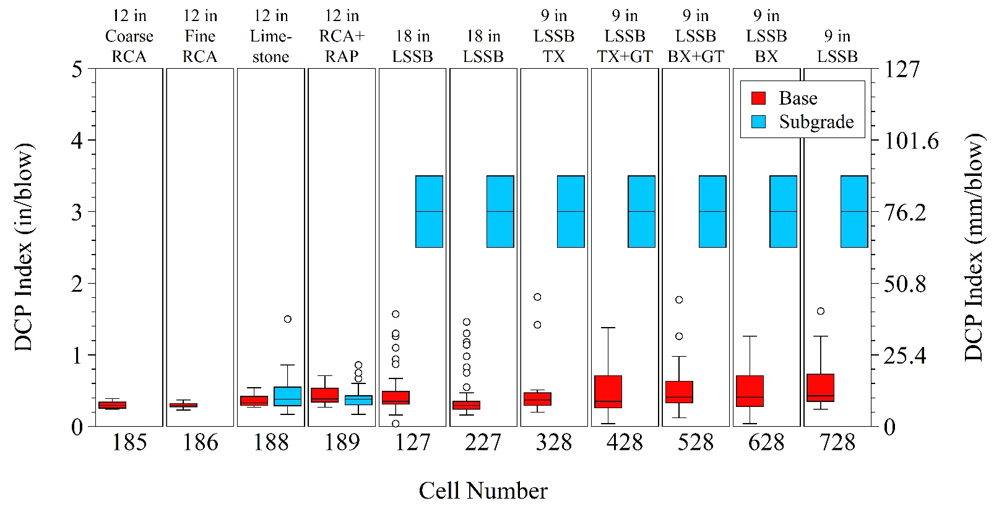 12 in
Coarse
RCA
12 in
Fine
RCA
12 in
Lime-
stone
12 in
RCA+
RAP
18 in
LSSB
18 in
LSSB
9 in
LSSB
TX
9 in
LSSB
TX+GT
9 in
LSSB
BX+GT
9 in
LSSB
BX
9 in
LSSB
DCP Index (in/blow)
5
4
3
2
1
0
127
101.6
76.2
50.8
25.4
0
DCP Index (mm/blow)
Base
Subgrade
185 186 188 189 127 227 328 428 528 628 728
Cell Number